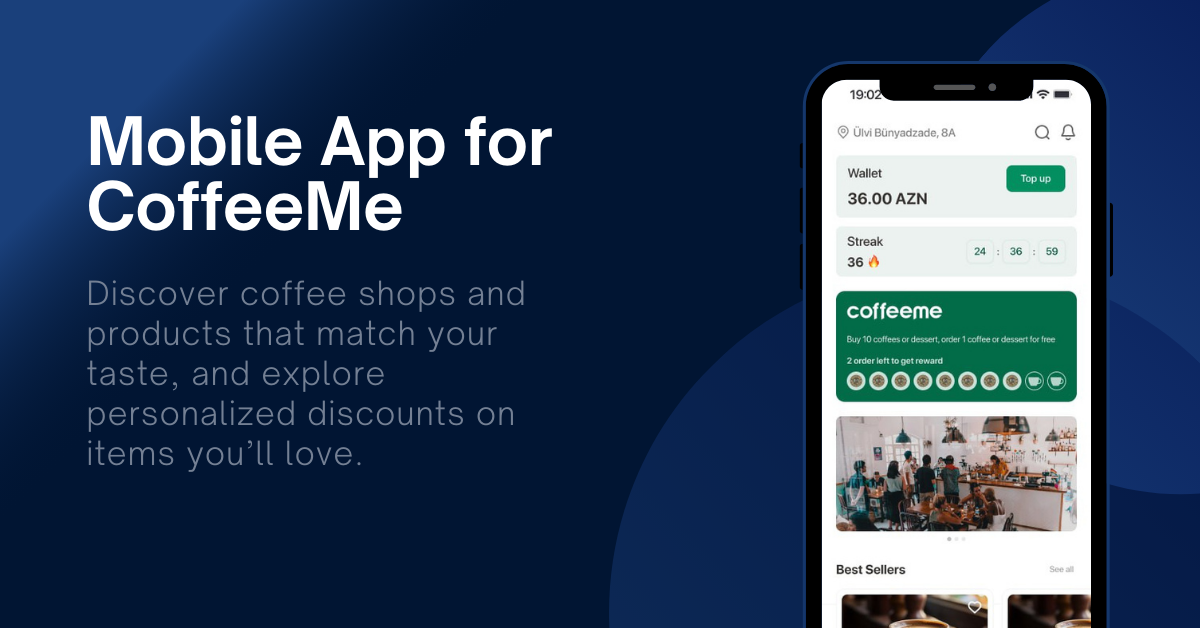 Mobile App for
CoffeeMe
Discover coffee shops and
products that match your
taste, and explore
personalized discounts on
items you’ll love.
19:02
Ülvi Bünyadzade, 8A
Wallet
Top up
36.00 AZN
Streak
36 🔥
24 : 36 : 59
coffeeme
Buy 10 coffees or dessert, order 1 coffee or dessert for free
2 order left to get reward
Best Sellers
See all